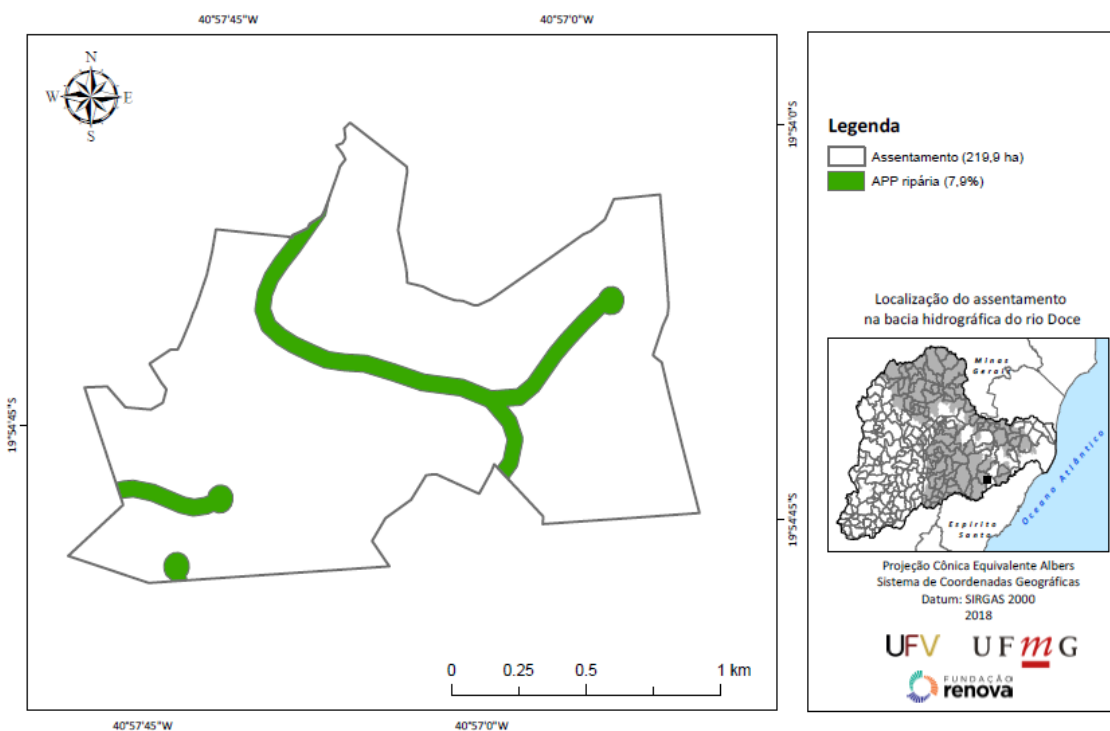 40°57'45"W
40°57'0"W
N
W
E
S
19°54'0"S
19°54'45"S
19°54'45"S
0
0.25
0.5
1 km
40°57'45"W
40°57'0"W
Legenda
Assentamento (219,9 ha)
APP ripária (7,9%)
Localização do assentamento
na bacia hidrográfica do rio Doce
Minas
Gerais
Oceano Atlântico
Espírito
Santo
Projeção Cônica Equivalente Albers
Sistema de Coordenadas Geográficas
Datum: SIRGAS 2000
2018
UFV
UFmG
FUNDAÇÃO
renova